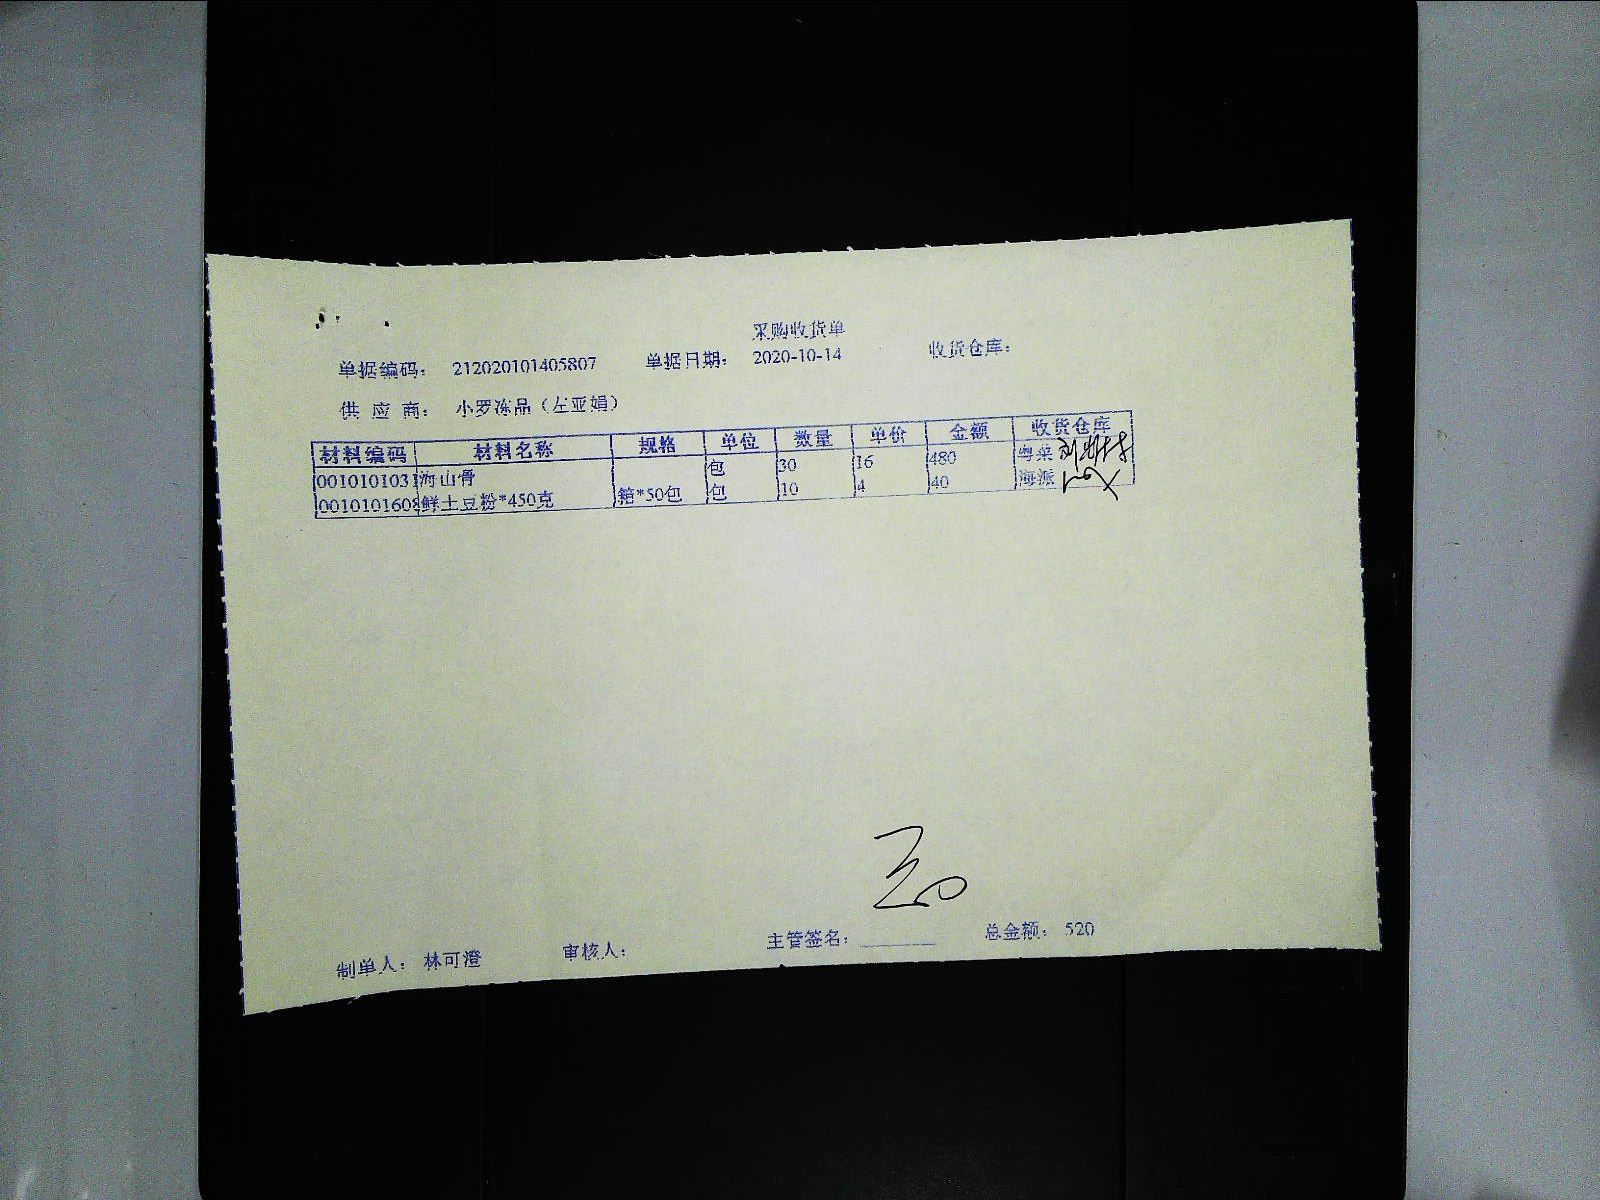 采购收货单
单据编码： 212020101405807 单据日期： 2020-10-14 收货仓库：
供 应 商： 小罗冻品（左亚娟）
材料编码 材料名称 规格 单位 数量 单价 金额 收货仓库
0010101031 海山骨 包 30 16 480 粤菜
0010101608 鲜土豆粉*450克 箱*50包 包 10 4 40 海派
制单人： 林可澄 审核人： 主管签名： 总金额： 520